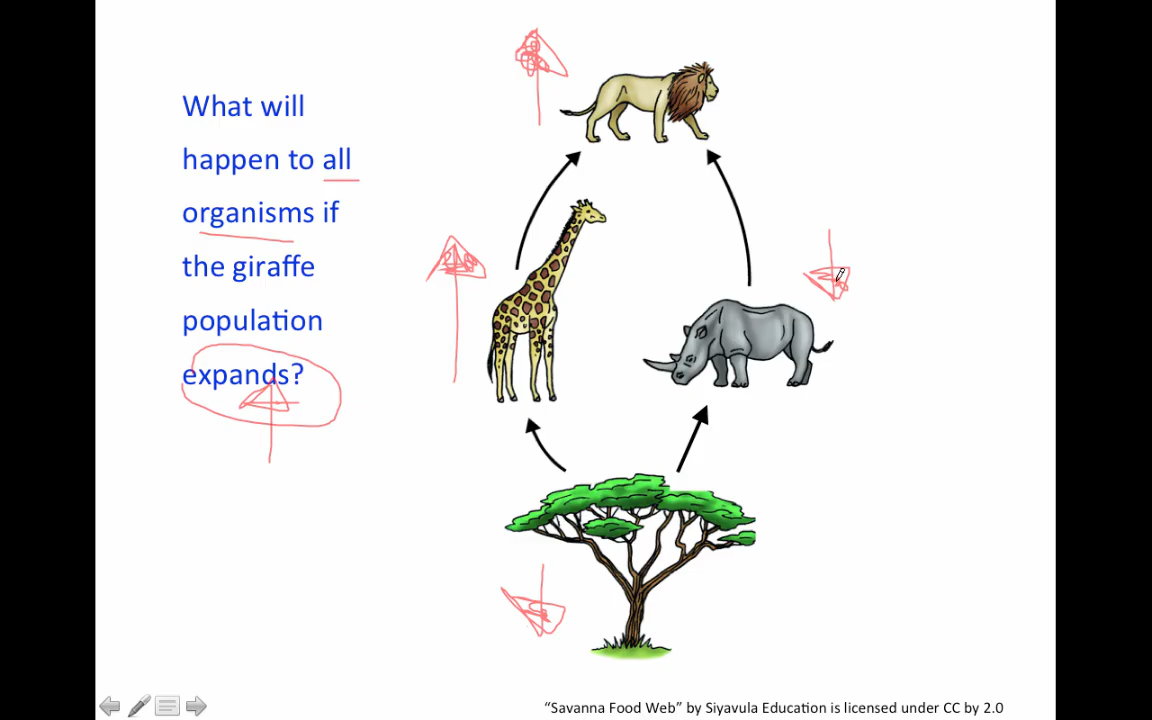 What will
happen to all
organisms if
the giraffe
population
expands?
“Savanna Food Web” by Siyavula Education is licensed under CC by 2.0